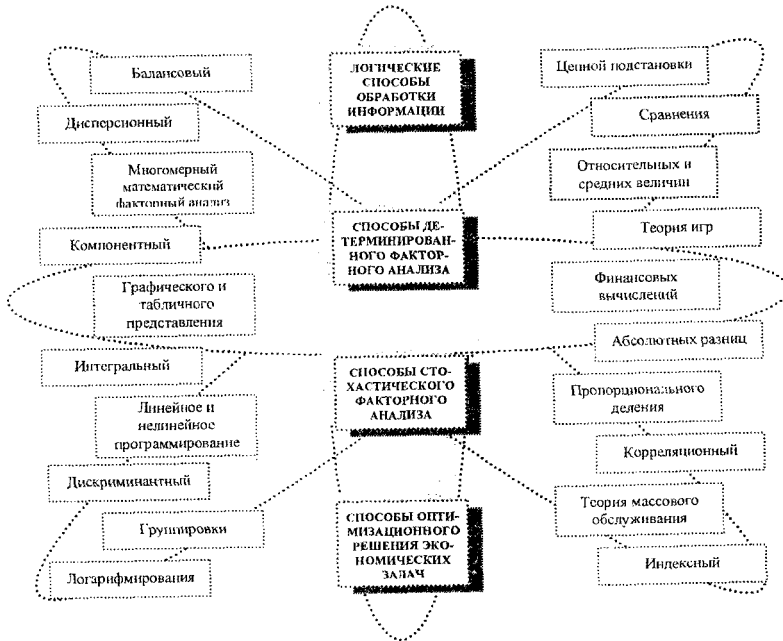 Балансовый
Дисперсионный
Многомерный
математический
факторный анализ
Компонентный
Графического и
табличного
представления
Интегральный
Линейное и
нелинейное
программирование
Дискриминантный
Группировки
Логарифмирования
ЛОГИЧЕСКИЕ
СПОСОБЫ
ОБРАБОТКИ
ИНФОРМАЦИИ
СПОСОБЫ ДЕ-
ТЕРМИНИРОВАН-
НОГО ФАКТОР-
НОГО АНАЛИЗА
СПОСОБЫ СТО-
ХАСТИЧЕСКОГО
ФАКТОРНОГО
АНАЛИЗА
СПОСОБЫ ОПТИ-
МИЗАЦИОННОГО
РЕШЕНИЯ ЭКО-
НОМИЧЕСКИХ
ЗАДАЧ
Цепной подстановки
Сравнения
Относительных и
средних величин
Теория игр
Финансовых
вычислений
Абсолютных разниц
Пропорционального
деления
Корреляционный
Теория массового
обслуживания
Индексный